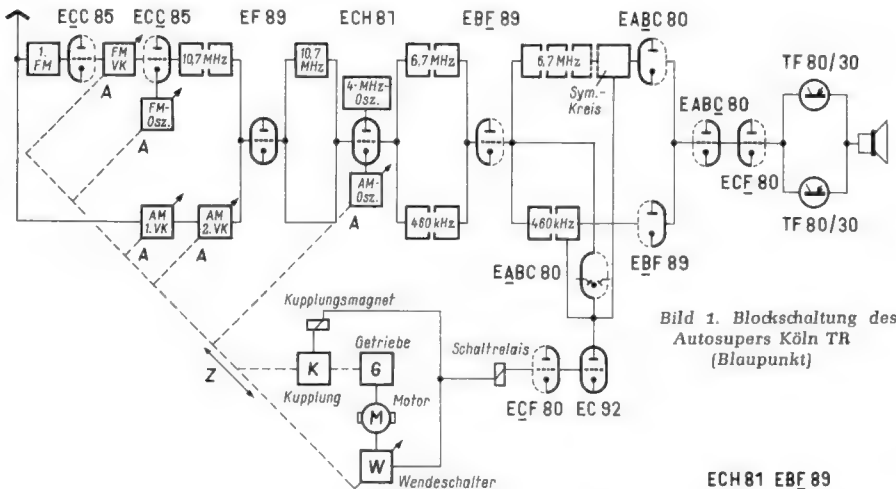 ECC 85
ECC 85
EF 89
ECH 81
EBF 89
EABC 80
TF 80/30
1. FM
FM VK
10,7 MHz
10,7 MHz
4-MHz-Osz.
6,7 MHz
6,7 MHz
Sym.-Kreis
EABC 80
A
FM-Osz.
A
AM-Osz.
ECF 80
AM 1.VK
AM 2.VK
A
460 kHz
460 kHz
TF 80/30
A
A
EABC 80
EBF 89
Kupplungsmagnet
Getriebe
Schaltrelais
Bild 1. Blockschaltung des
Autosupers Köln TR
(Blaupunkt)
Z
K
G
Kupplung
Motor
M
ECF 80
EC 92
W
Wendeschalter
ECH 81 EBF 89